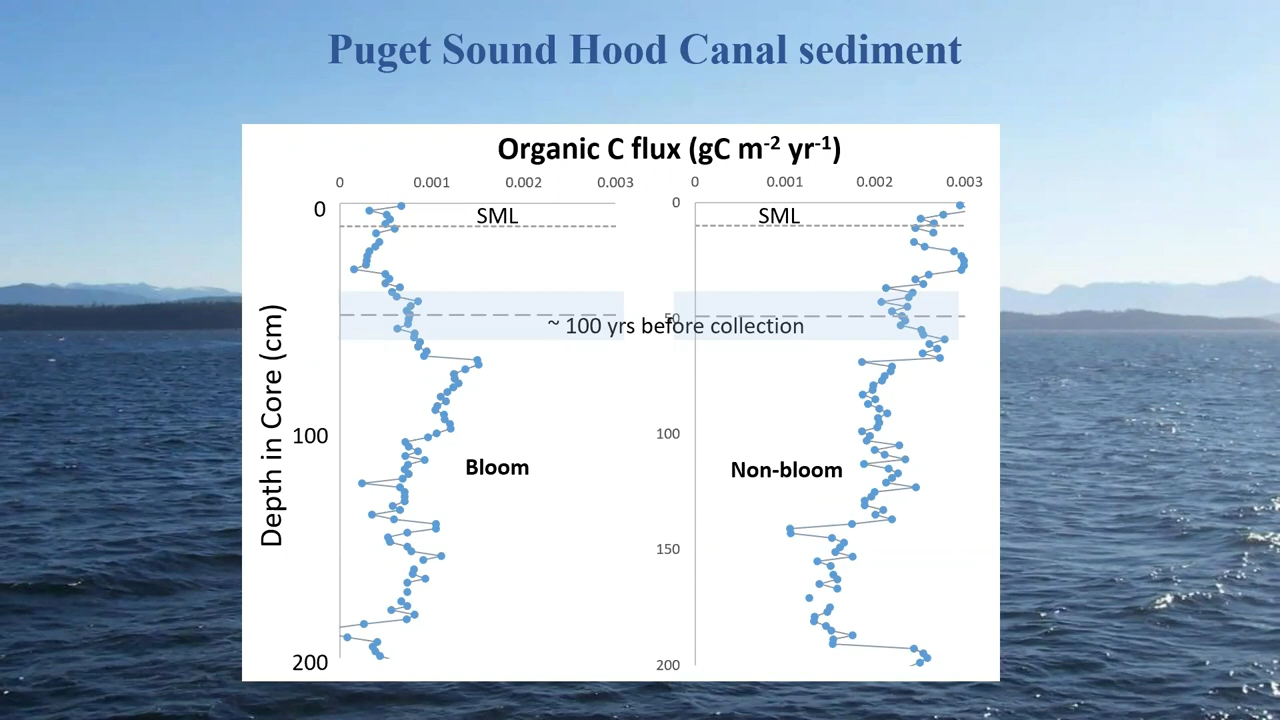 Puget Sound Hood Canal sediment
Organic C flux (gC m-2 yr-1)
0 0.001 0.002 0.003
0 0.001 0.002 0.003
0
SML
0
SML
50
~ 100 yrs before collection
Depth in Core (cm)
100
100
Bloom
Non-bloom
150
200
200